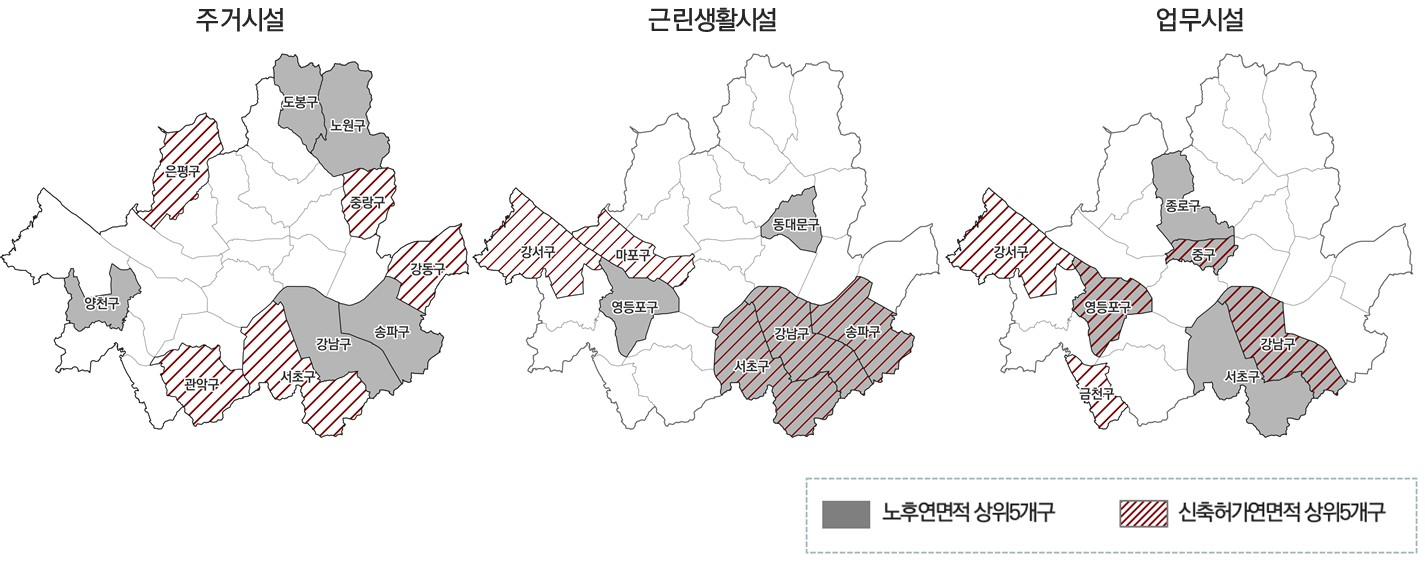 주거시설
근린생활시설
업무시설
도봉구
노원구
은평구
중랑구
강동구
양천구
강남구
송파구
서초구
관악구
동대문구
강서구
마포구
영등포구
강남구
송파구
서초구
종로구
중구
강서구
영등포구
강남구
서초구
금천구
노후연면적 상위5개구
신축허가연면적 상위5개구